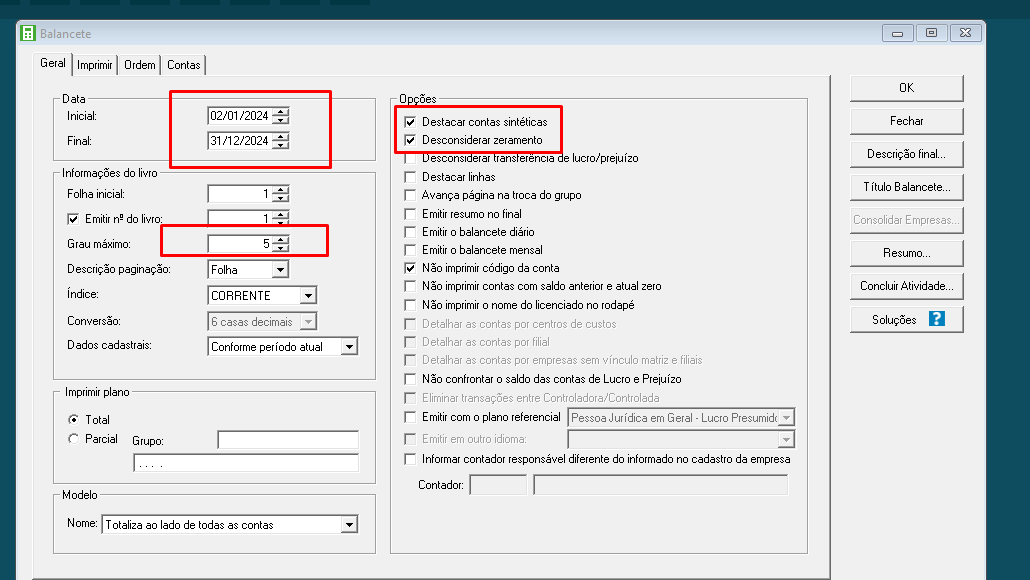 Balancete
Geral Imprimir Ordem Contas
Data
Inicial: 02/01/2024
Final: 31/12/2024
Informações do livro
Folha inicial: 1
Emitir nº do livro: 1
Grau máximo: 5
Descrição paginação: Folha
Índice: CORRENTE
Conversão: 6 casas decimais
Dados cadastrais: Conforme período atual
Imprimir plano
Total
Parcial Grupo:
. . . .
Modelo
Nome: Totaliza ao lado de todas as contas
Opções
Destacar contas sintéticas
Desconsiderar zeramento
Desconsiderar transferência de lucro/prejuízo
Destacar linhas
Avança página na troca do grupo
Emitir resumo no final
Emitir o balancete diário
Emitir o balancete mensal
Não imprimir código da conta
Não imprimir contas com saldo anterior e atual zero
Não imprimir o nome do licenciado no rodapé
Detalhar as contas por centros de custos
Detalhar as contas por filial
Detalhar as contas por empresas sem vínculo matriz e filiais
Não confrontar o saldo das contas de Lucro e Prejuízo
Eliminar transações entre Controladora/Controlada
Emitir com o plano referencial Pessoa Jurídica em Geral - Lucro Presumido
Emitir em outro idioma:
Informar contador responsável diferente do informado no cadastro da empresa
Contador:
OK
Fechar
Descrição final...
Título Balancete...
Consolidar Empresas...
Resumo...
Concluir Atividade...
Soluções ?